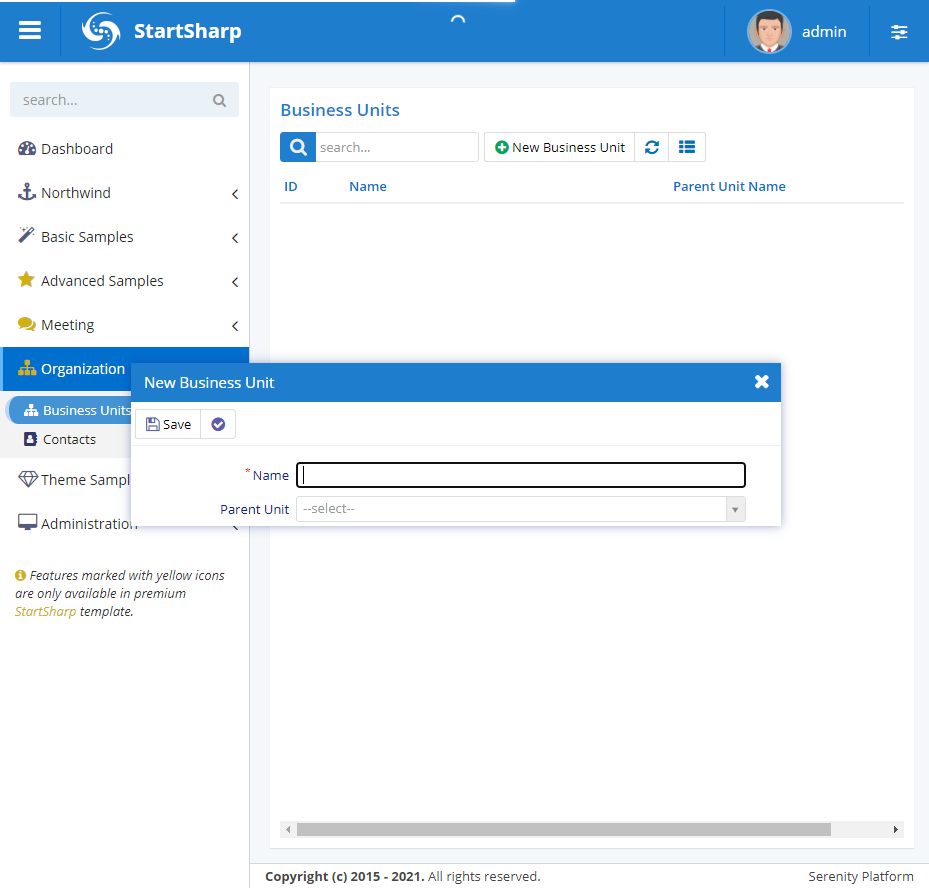 StartSharp
admin
search...
Dashboard
Northwind
Basic Samples
Advanced Samples
Meeting
Organization
Business Units
Contacts
Theme Sampl
Administration
Features marked with yellow icons
are only available in premium
StartSharp template.
Business Units
search...
New Business Unit
ID Name Parent Unit Name
New Business Unit
Save
* Name
Parent Unit --select--
Copyright (c) 2015 - 2021. All rights reserved.
Serenity Platform